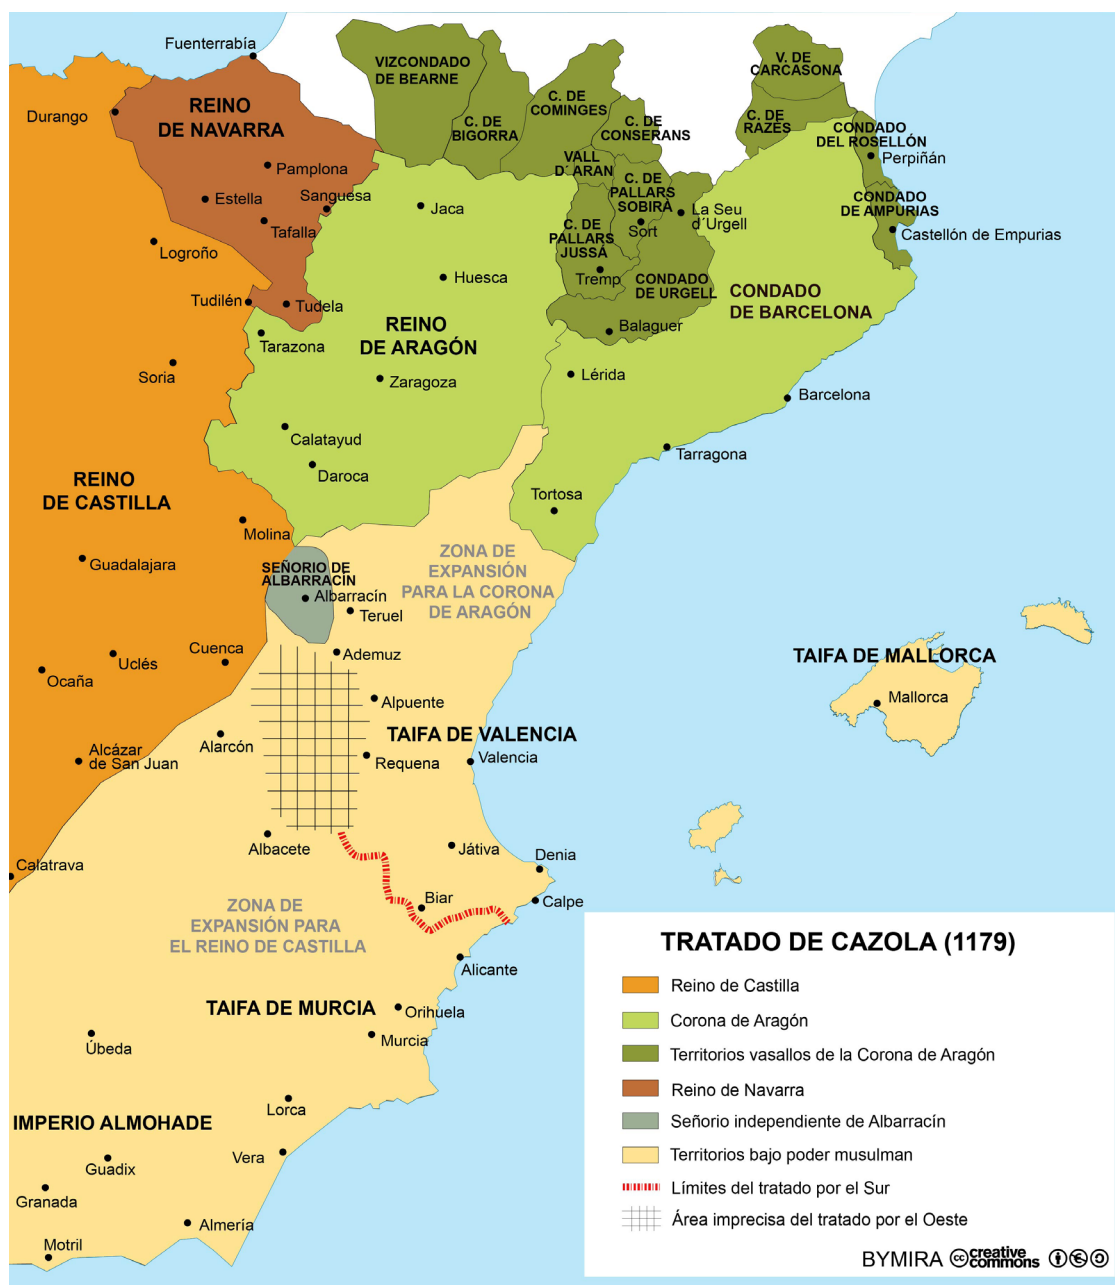 Fuenterrabía
VIZCONDADO
DE BEARNE
V. DE
CARCASONA
REINO
DE NAVARRA
C. DE
COMINGES
C. DE
BIGORRA
C. DE
CONSERANS
C. DE
RAZÉS
Durango
CONDADO
DEL ROSELLÓN
Perpiñán
Pamplona
VALL
D´ARAN
C. DE
PALLARS
SOBIRÀ
Estella
Sanguesa
Jaca
La Seu
d´Urgell
CONDADO
DE AMPURIAS
Tafalla
Sort
C. DE
PALLARS
JUSSÁ
Castellón de Empurias
Logroño
Huesca
Tremp
CONDADO
DE URGELL
CONDADO
DE BARCELONA
Tudilén
Tudela
REINO
DE ARAGÓN
Balaguer
Tarazona
Soria
Zaragoza
Lérida
Barcelona
Calatayud
Daroca
Tarragona
REINO
DE CASTILLA
Tortosa
Molina
ZONA DE
EXPANSIÓN
PARA LA CORONA
DE ARAGÓN
Guadalajara
SEÑORIO DE
ALBARRACÍN
Albarracín
Teruel
Cuenca
Uclés
Ocaña
Ademuz
TAIFA DE MALLORCA
Mallorca
Alpuente
Alarcón
TAIFA DE VALENCIA
Alcázar
de San Juan
Requena
Valencia
Albacete
Játiva
Denia
Calatrava
Biar
Calpe
ZONA DE
EXPANSIÓN PARA
EL REINO DE CASTILLA
Alicante
TAIFA DE MURCIA
Orihuela
Úbeda
Murcia
Lorca
IMPERIO ALMOHADE
Vera
Guadix
Granada
Almería
Motril
TRATADO DE CAZOLA (1179)
Reino de Castilla
Corona de Aragón
Territorios vasallos de la Corona de Aragón
Reino de Navarra
Señorio independiente de Albarracín
Territorios bajo poder musulman
Límites del tratado por el Sur
Área imprecisa del tratado por el Oeste
BYMIRA cc creative commons